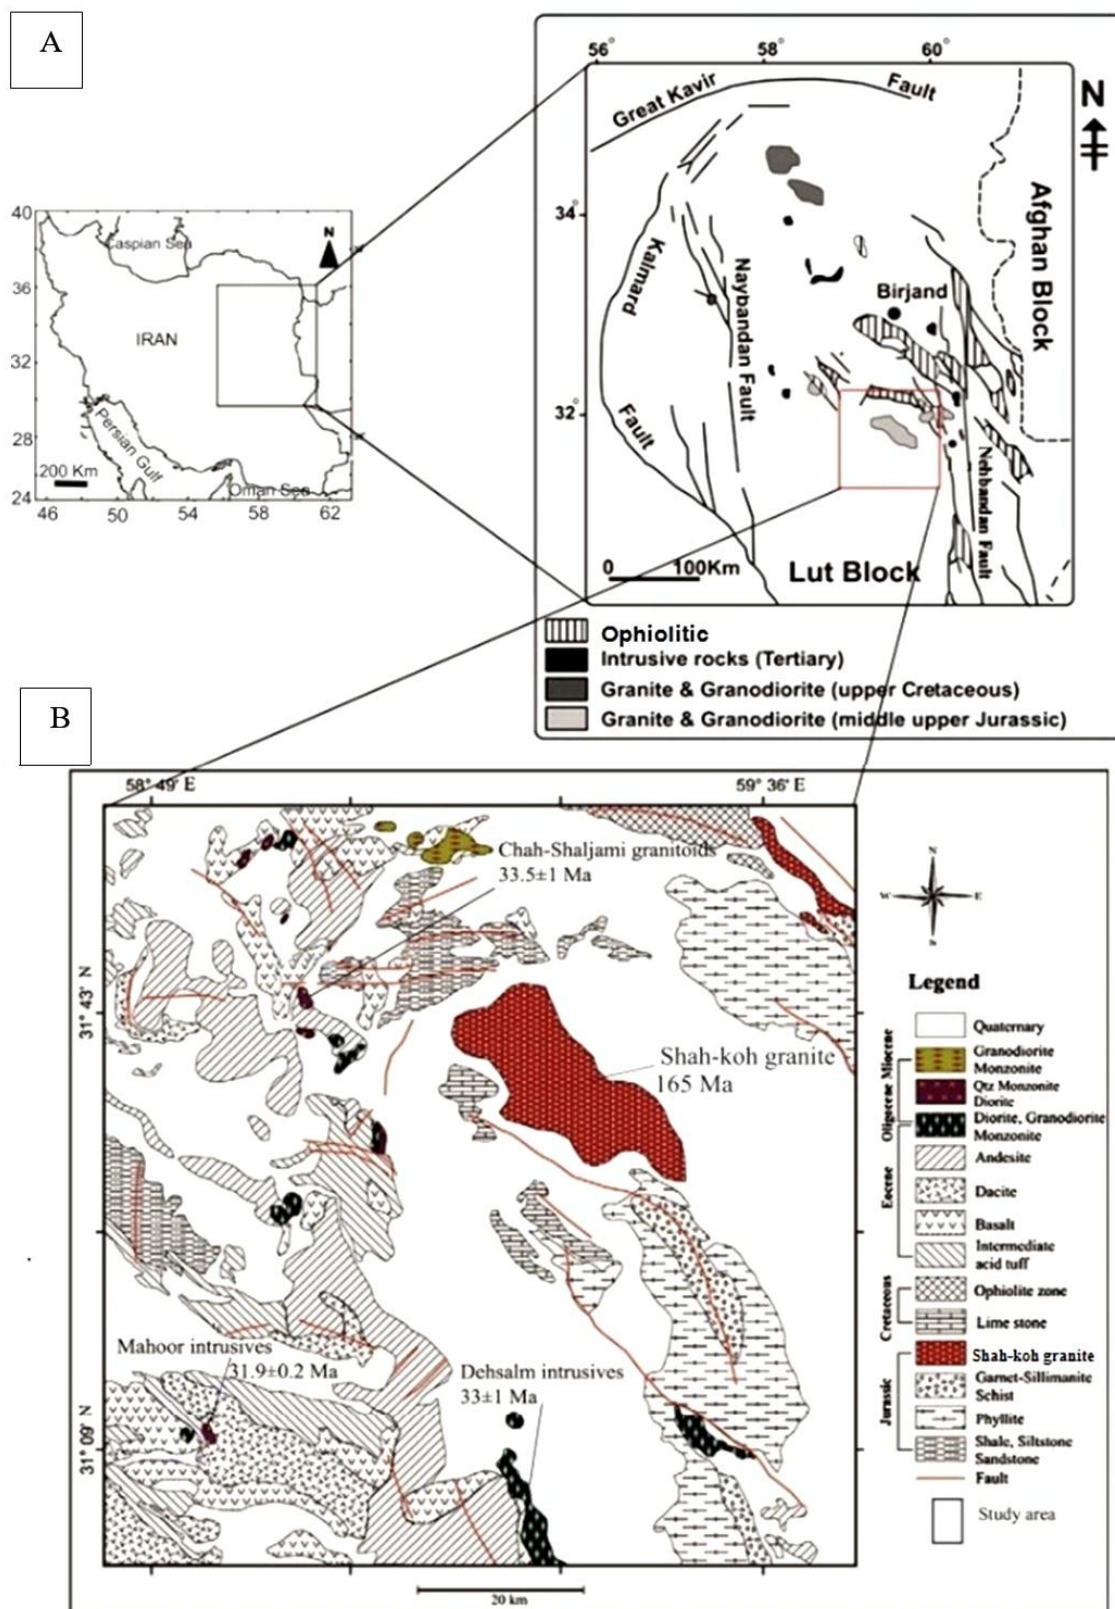 A
56°
58°
60°
Great Kavir
Fault
N
Afghan Block
34°
Kalmard
Fault
Naybandan Fault
Birjand
32°
Nehbandan Fault
0
100Km
Lut Block
40
36
32
28
24
46
50
54
58
62
Caspian Sea
N
IRAN
Persian Gulf
200 Km
Oman Sea
Ophiolitic
Intrusive rocks (Tertiary)
Granite & Granodiorite (upper Cretaceous)
Granite & Granodiorite (middle upper Jurassic)
B
58° 49' E
59° 36' E
31° 43' N
31° 09' N
Chah-Shaljami granitoids
33.5±1 Ma
Shah-koh granite
165 Ma
Mahoor intrusives
31.9±0.2 Ma
Dehsalm intrusives
33±1 Ma
20 km
N
W
E
S
Legend
Quaternary
Miocene
Granodiorite
Monzonite
Oligocene
Qtz Monzonite
Diorite
Diorite, Granodiorite
Monzonite
Eocene
Andesite
Dacite
Basalt
Intermediate
acid tuff
Cretaceous
Ophiolite zone
Lime stone
Jurassic
Shah-koh granite
Garnet-Sillimanite
Schist
Phyllite
Shale, Siltstone
Sandstone
Fault
Study area